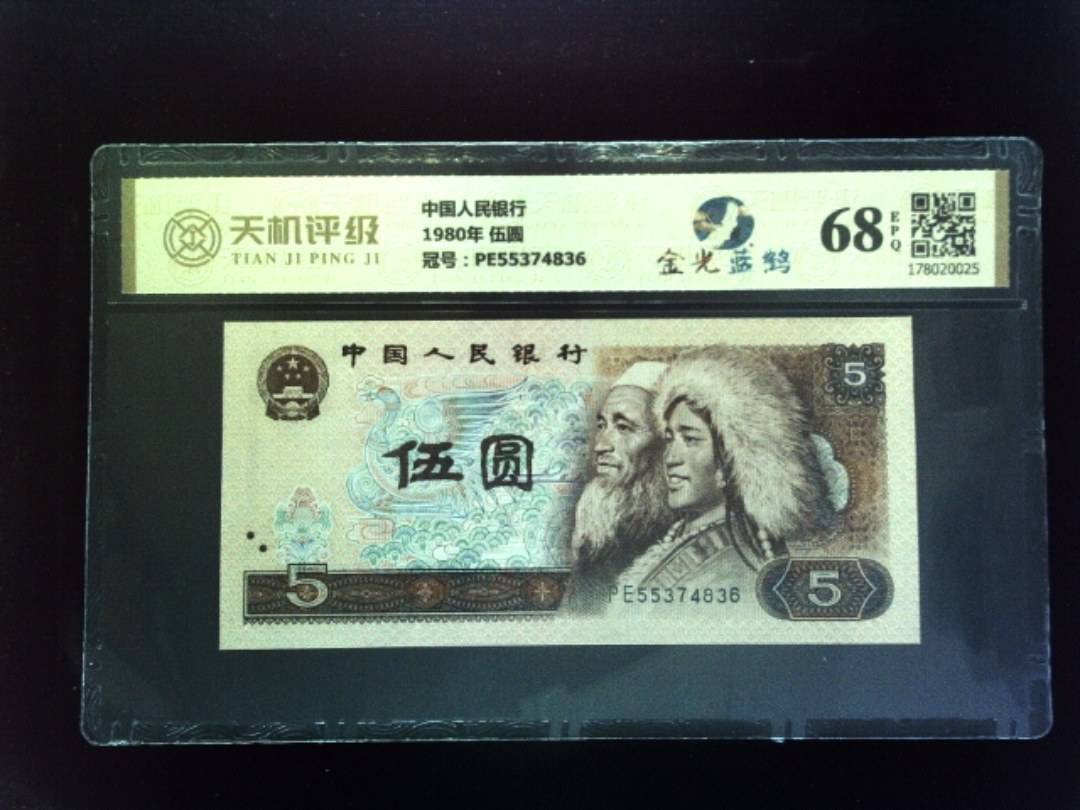 天机评级
TIAN JI PING JI
中国人民银行
1980年 伍圆
冠号：PE55374836
金光蓝鹤
68 EPQ
178020025
中国人民银行
5
伍圆
5
PE55374836
5